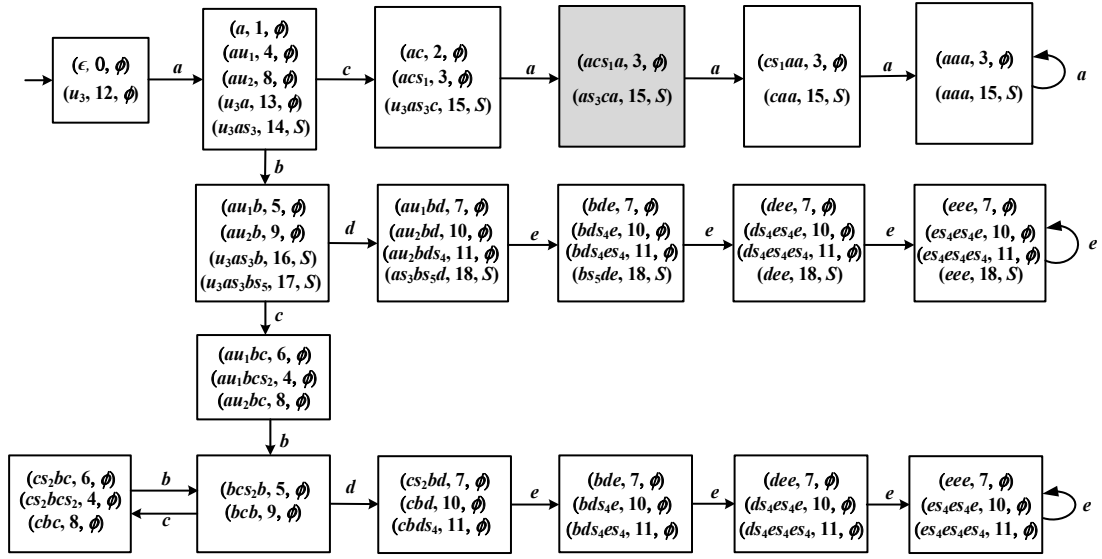 (ϵ, 0, ϕ)
(u₃, 12, ϕ)
a
(a, 1, ϕ)
(au₁, 4, ϕ)
(au₂, 8, ϕ)
(u₃a, 13, ϕ)
(u₃as₃, 14, S)
c
(ac, 2, ϕ)
(acs₁, 3, ϕ)
(u₃as₃c, 15, S)
a
(acs₁a, 3, ϕ)
(as₃ca, 15, S)
a
(cs₁aa, 3, ϕ)
(caa, 15, S)
a
(aaa, 3, ϕ)
(aaa, 15, S)
a
b
(au₁b, 5, ϕ)
(au₂b, 9, ϕ)
(u₃as₃b, 16, S)
(u₃as₃bs₅, 17, S)
d
(au₁bd, 7, ϕ)
(au₂bd, 10, ϕ)
(au₂bds₄, 11, ϕ)
(as₃bs₅d, 18, S)
e
(bde, 7, ϕ)
(bds₄e, 10, ϕ)
(bds₄es₄, 11, ϕ)
(bs₅de, 18, S)
e
(dee, 7, ϕ)
(ds₄es₄e, 10, ϕ)
(ds₄es₄es₄, 11, ϕ)
(dee, 18, S)
e
(eee, 7, ϕ)
(es₄es₄e, 10, ϕ)
(es₄es₄es₄, 11, ϕ)
(eee, 18, S)
e
c
(au₁bc, 6, ϕ)
(au₁bcs₂, 4, ϕ)
(au₂bc, 8, ϕ)
b
(cs₂bc, 6, ϕ)
(cs₂bcs₂, 4, ϕ)
(cbc, 8, ϕ)
b
c
(bcs₂b, 5, ϕ)
(bcb, 9, ϕ)
d
(cs₂bd, 7, ϕ)
(cbd, 10, ϕ)
(cbds₄, 11, ϕ)
e
(bde, 7, ϕ)
(bds₄e, 10, ϕ)
(bds₄es₄, 11, ϕ)
e
(dee, 7, ϕ)
(ds₄es₄e, 10, ϕ)
(ds₄es₄es₄, 11, ϕ)
e
(eee, 7, ϕ)
(es₄es₄e, 10, ϕ)
(es₄es₄es₄, 11, ϕ)
e